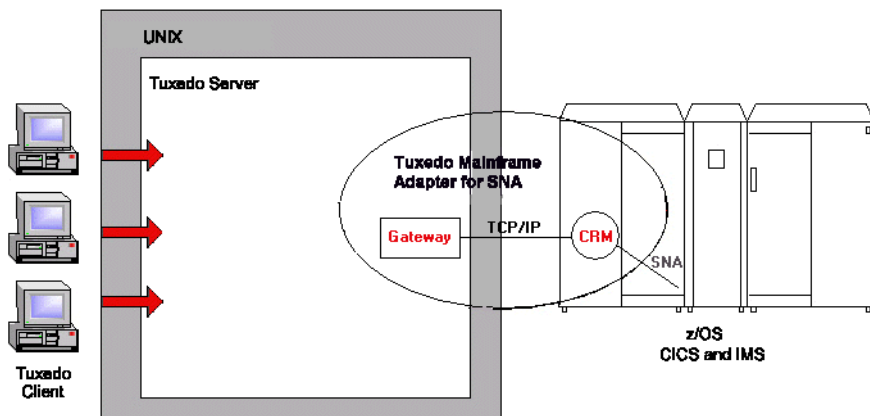 UNIX
Tuxedo Server
Tuxedo Mainframe
Adapter for SNA
Gateway
TCP/IP
CRM
SNA
z/OS
CICS and IMS
Tuxedo
Client